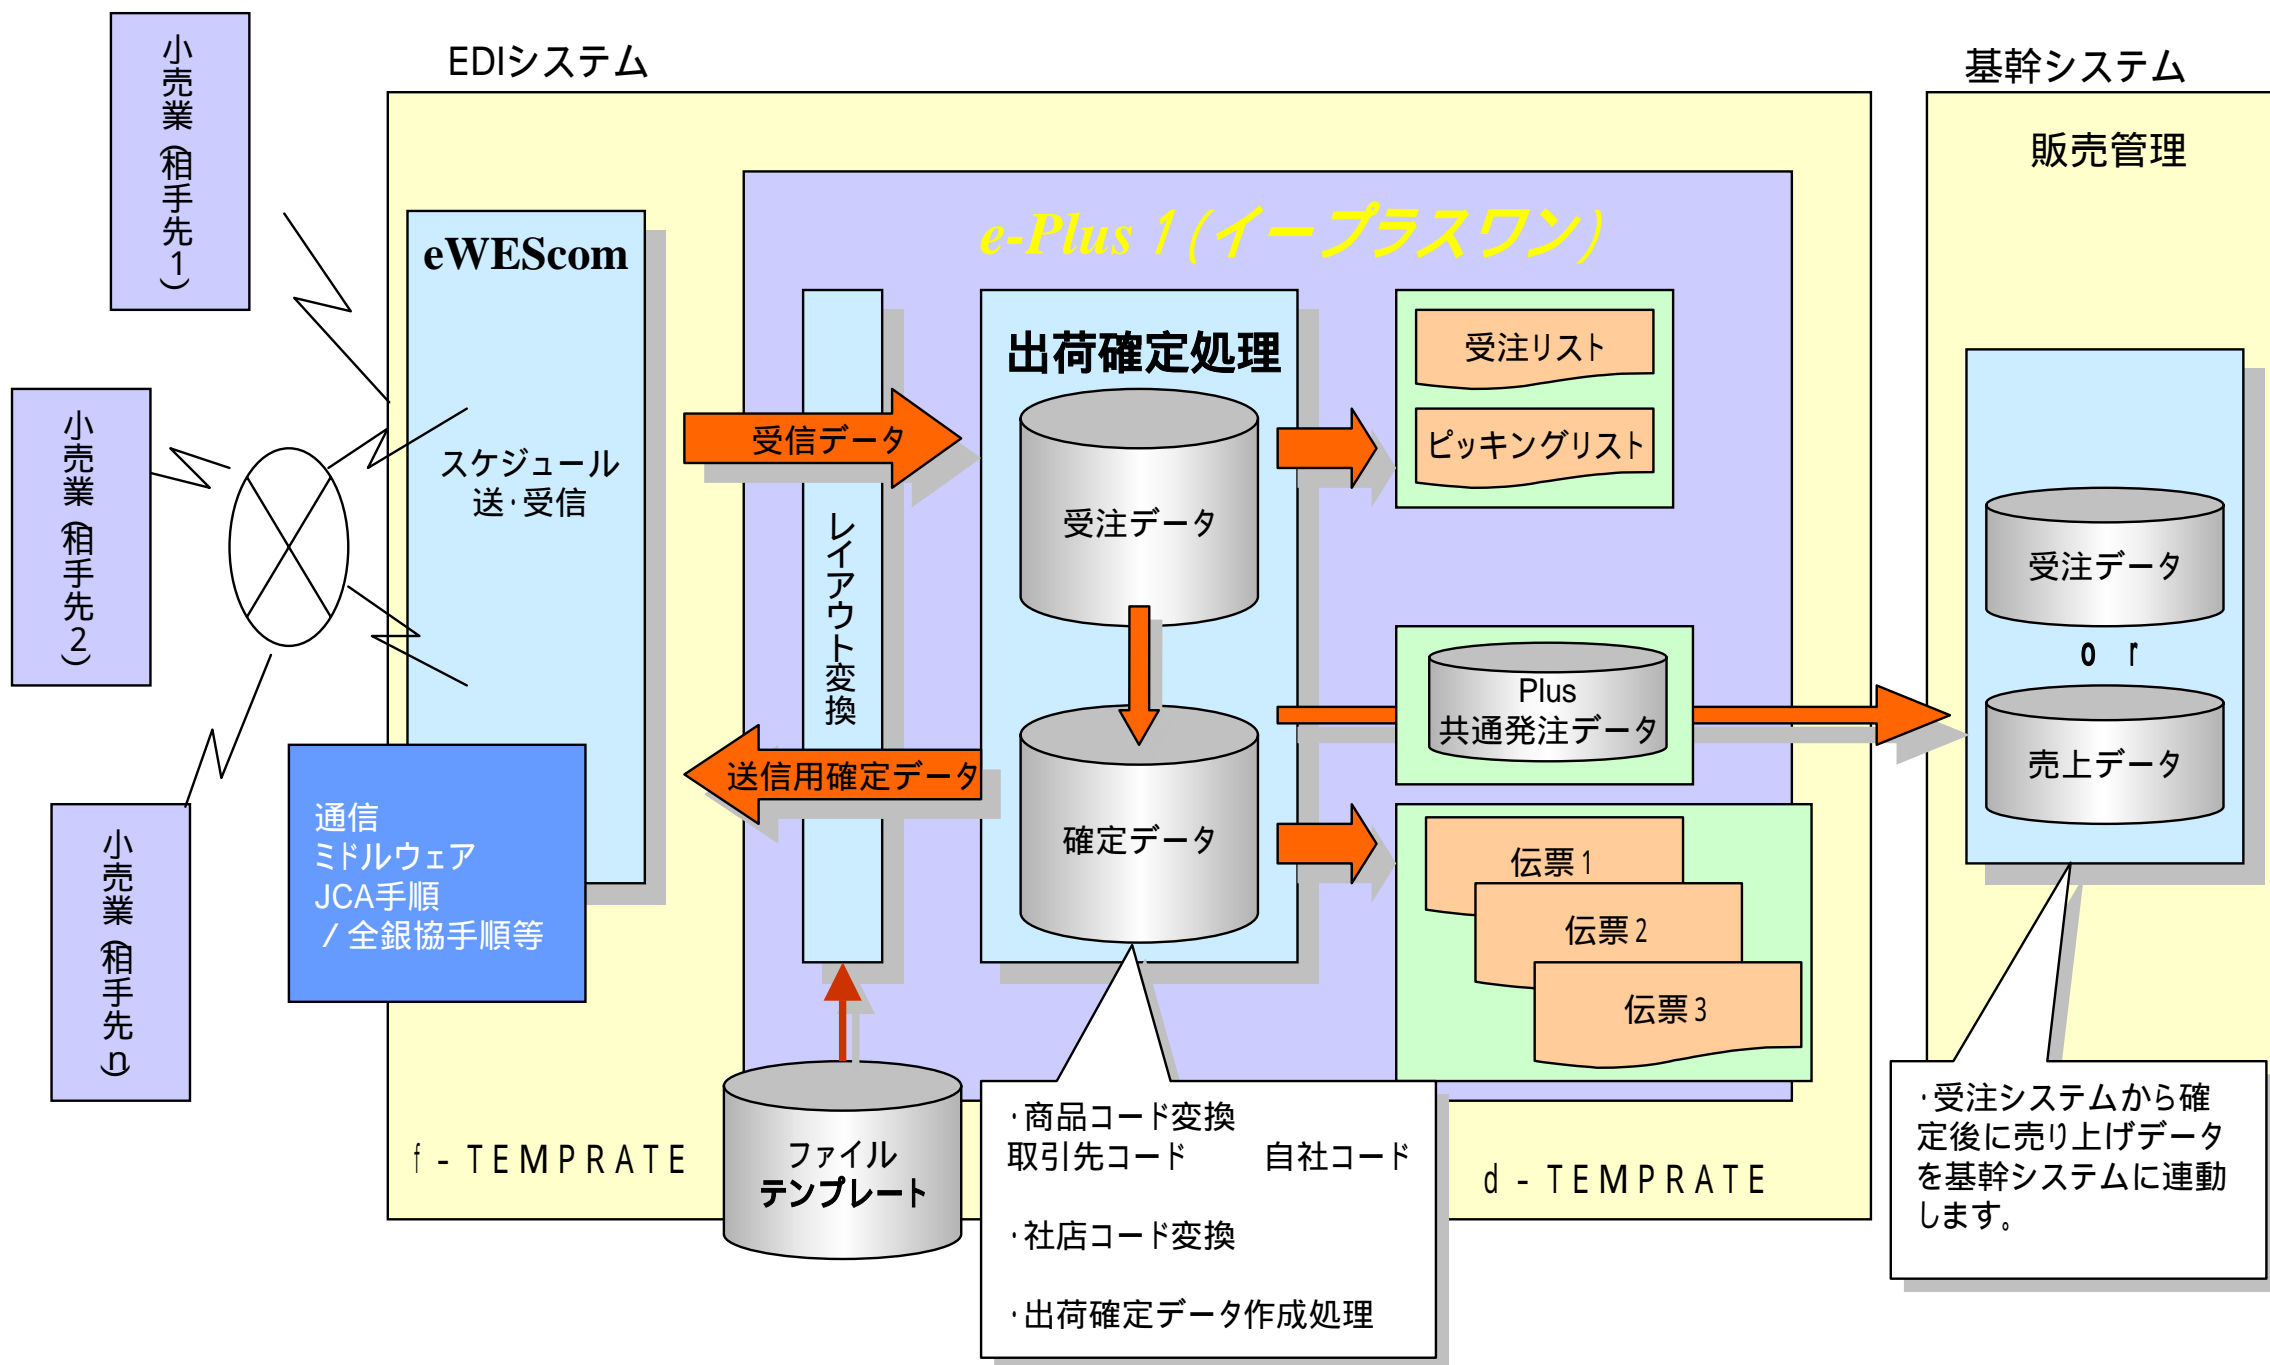 小売業(相手先1)
EDIシステム
基幹システム
販売管理
e-Plus 1(イープラスワン)
eWEScom
スケジュール
送・受信
小売業(相手先2)
小売業(相手先n)
通信
ミドルウェア
JCA手順
/全銀協手順等
受信データ
送信用確定データ
レイアウト変換
出荷確定処理
受注データ
確定データ
受注リスト
ピッキングリスト
Plus
共通発注データ
伝票1
伝票2
伝票3
受注データ
or
売上データ
f-TEMPRATE
ファイル
テンプレート
d-TEMPRATE
・商品コード変換
取引先コード 自社コード
・社店コード変換
・出荷確定データ作成処理
・受注システムから確
定後に売り上げデータ
を基幹システムに連動
します。